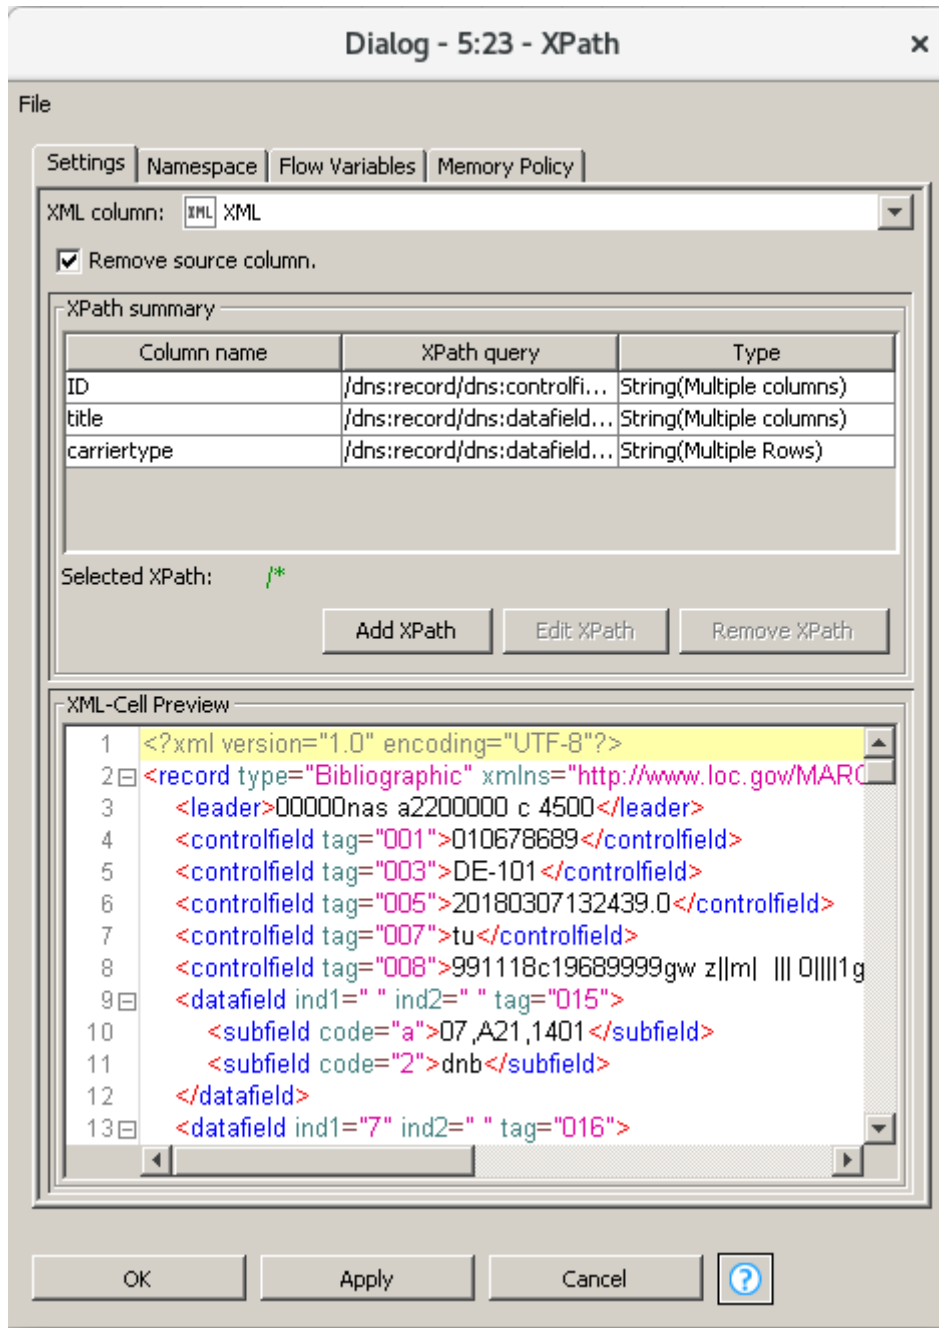 Dialog - 5:23 - XPath ×
File
Settings Namespace Flow Variables Memory Policy
XML column: XML XML
Remove source column.
XPath summary
Column name XPath query Type
ID /dns:record/dns:controlfi... String(Multiple columns)
title /dns:record/dns:datafield... String(Multiple columns)
carriertype /dns:record/dns:datafield... String(Multiple Rows)
Selected XPath: /*
Add XPath Edit XPath Remove XPath
XML-Cell Preview
1 <?xml version="1.0" encoding="UTF-8"?>
2 <record type="Bibliographic" xmlns="http://www.loc.gov/MARC
3 <leader>00000nas a2200000 c 4500</leader>
4 <controlfield tag="001">010678689</controlfield>
5 <controlfield tag="003">DE-101</controlfield>
6 <controlfield tag="005">20180307132439.0</controlfield>
7 <controlfield tag="007">tu</controlfield>
8 <controlfield tag="008">991118c19689999gw z||m| ||| 0||||1g
9 <datafield ind1=" " ind2=" " tag="015">
10 <subfield code="a">07,A21,1401</subfield>
11 <subfield code="2">dnb</subfield>
12 </datafield>
13 <datafield ind1="7" ind2=" " tag="016">
OK Apply Cancel ?